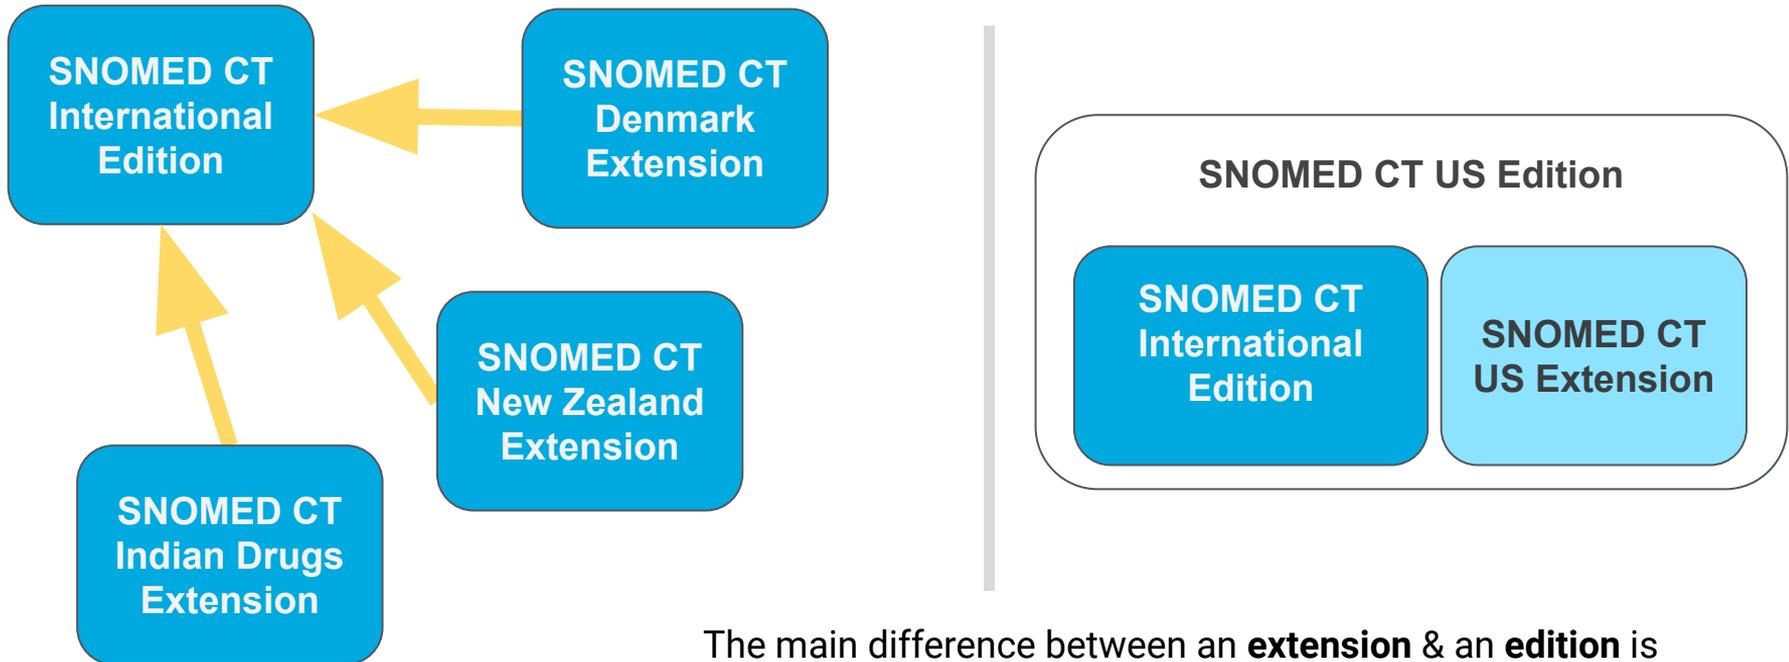 SNOMED CT
International
Edition
SNOMED CT
Denmark
Extension
SNOMED CT
New Zealand
Extension
SNOMED CT
Indian Drugs
Extension
SNOMED CT US Edition
SNOMED CT
International
Edition
SNOMED CT
US Extension
The main difference between an extension & an edition is